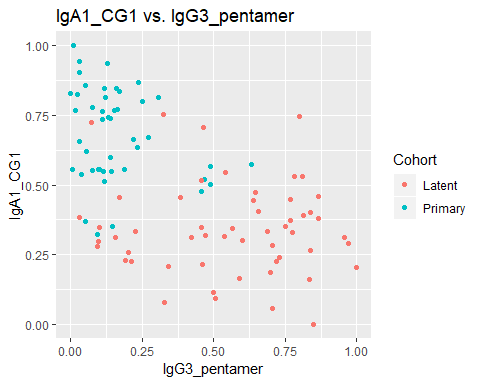 IgA1_CG1 vs. IgG3_pentamer
1.00
0.75
0.50
0.25
0.00
IgA1_CG1
0.00 0.25 0.50 0.75 1.00
IgG3_pentamer
Cohort
Latent
Primary